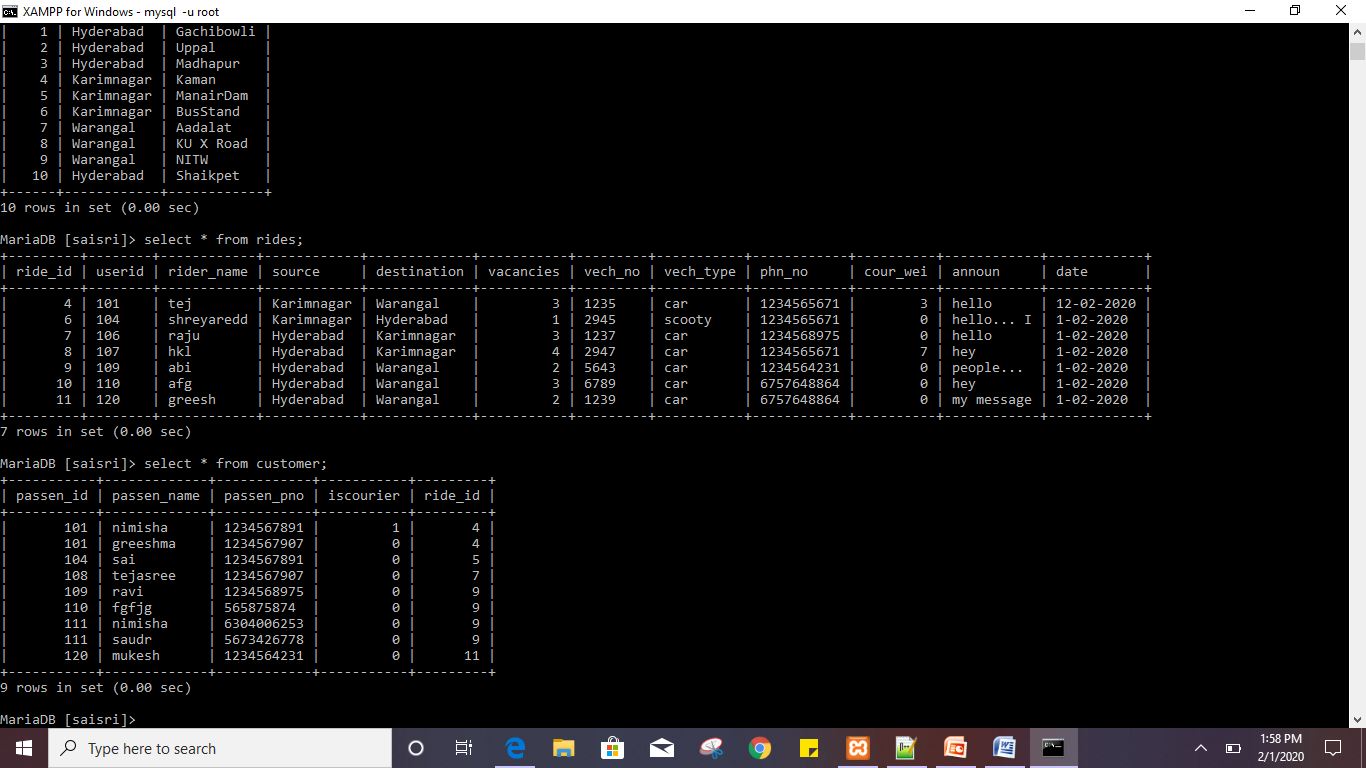 XAMPP for Windows - mysql -u root
|    1 | Hyderabad  | Gachibowli |
|    2 | Hyderabad  | Uppal      |
|    3 | Hyderabad  | Madhapur   |
|    4 | Karimnagar | Kaman      |
|    5 | Karimnagar | ManairDam  |
|    6 | Karimnagar | BusStand   |
|    7 | Warangal   | Aadalat    |
|    8 | Warangal   | KU X Road  |
|    9 | Warangal   | NITW       |
|   10 | Hyderabad  | Shaikpet   |
+------+------------+------------+
10 rows in set (0.00 sec)
MariaDB [saisri]> select * from rides;
+---------+--------+------------+------------+-------------+-----------+---------+-----------+------------+----------+------------+------------+
| ride_id | userid | rider_name | source     | destination | vacancies | vech_no | vech_type | phn_no     | cour_wei | announ     | date       |
+---------+--------+------------+------------+-------------+-----------+---------+-----------+------------+----------+------------+------------+
|       4 | 101    | tej        | Karimnagar | Warangal    |         3 | 1235    | car       | 1234565671 |        3 | hello      | 12-02-2020 |
|       6 | 104    | shreyaredd | Karimnagar | Hyderabad   |         1 | 2945    | scooty    | 1234565671 |        0 | hello... I | 1-02-2020  |
|       7 | 106    | raju       | Hyderabad  | Karimnagar  |         3 | 1237    | car       | 1234568975 |        0 | hello      | 1-02-2020  |
|       8 | 107    | hkl        | Hyderabad  | Karimnagar  |         4 | 2947    | car       | 1234565671 |        7 | hey        | 1-02-2020  |
|       9 | 109    | abi        | Hyderabad  | Warangal    |         2 | 5643    | car       | 1234564231 |        0 | people...  | 1-02-2020  |
|      10 | 110    | afg        | Hyderabad  | Warangal    |         3 | 6789    | car       | 6757648864 |        0 | hey        | 1-02-2020  |
|      11 | 120    | greesh     | Hyderabad  | Warangal    |         2 | 1239    | car       | 6757648864 |        0 | my message | 1-02-2020  |
+---------+--------+------------+------------+-------------+-----------+---------+-----------+------------+----------+------------+------------+
7 rows in set (0.00 sec)
MariaDB [saisri]> select * from customer;
+-----------+-------------+------------+-----------+---------+
| passen_id | passen_name | passen_pno | iscourier | ride_id |
+-----------+-------------+------------+-----------+---------+
|       101 | nimisha     | 1234567891 |         1 |       4 |
|       101 | greeshma    | 1234567907 |         0 |       4 |
|       104 | sai         | 1234567891 |         0 |       5 |
|       108 | tejasree    | 1234567907 |         0 |       7 |
|       109 | ravi        | 1234568975 |         0 |       9 |
|       110 | fgfjg       | 565875874  |         0 |       9 |
|       111 | nimisha     | 6304006253 |         0 |       9 |
|       111 | saudr       | 5673426778 |         0 |       9 |
|       120 | mukesh      | 1234564231 |         0 |      11 |
+-----------+-------------+------------+-----------+---------+
9 rows in set (0.00 sec)
MariaDB [saisri]>
Type here to search
1:58 PM
2/1/2020